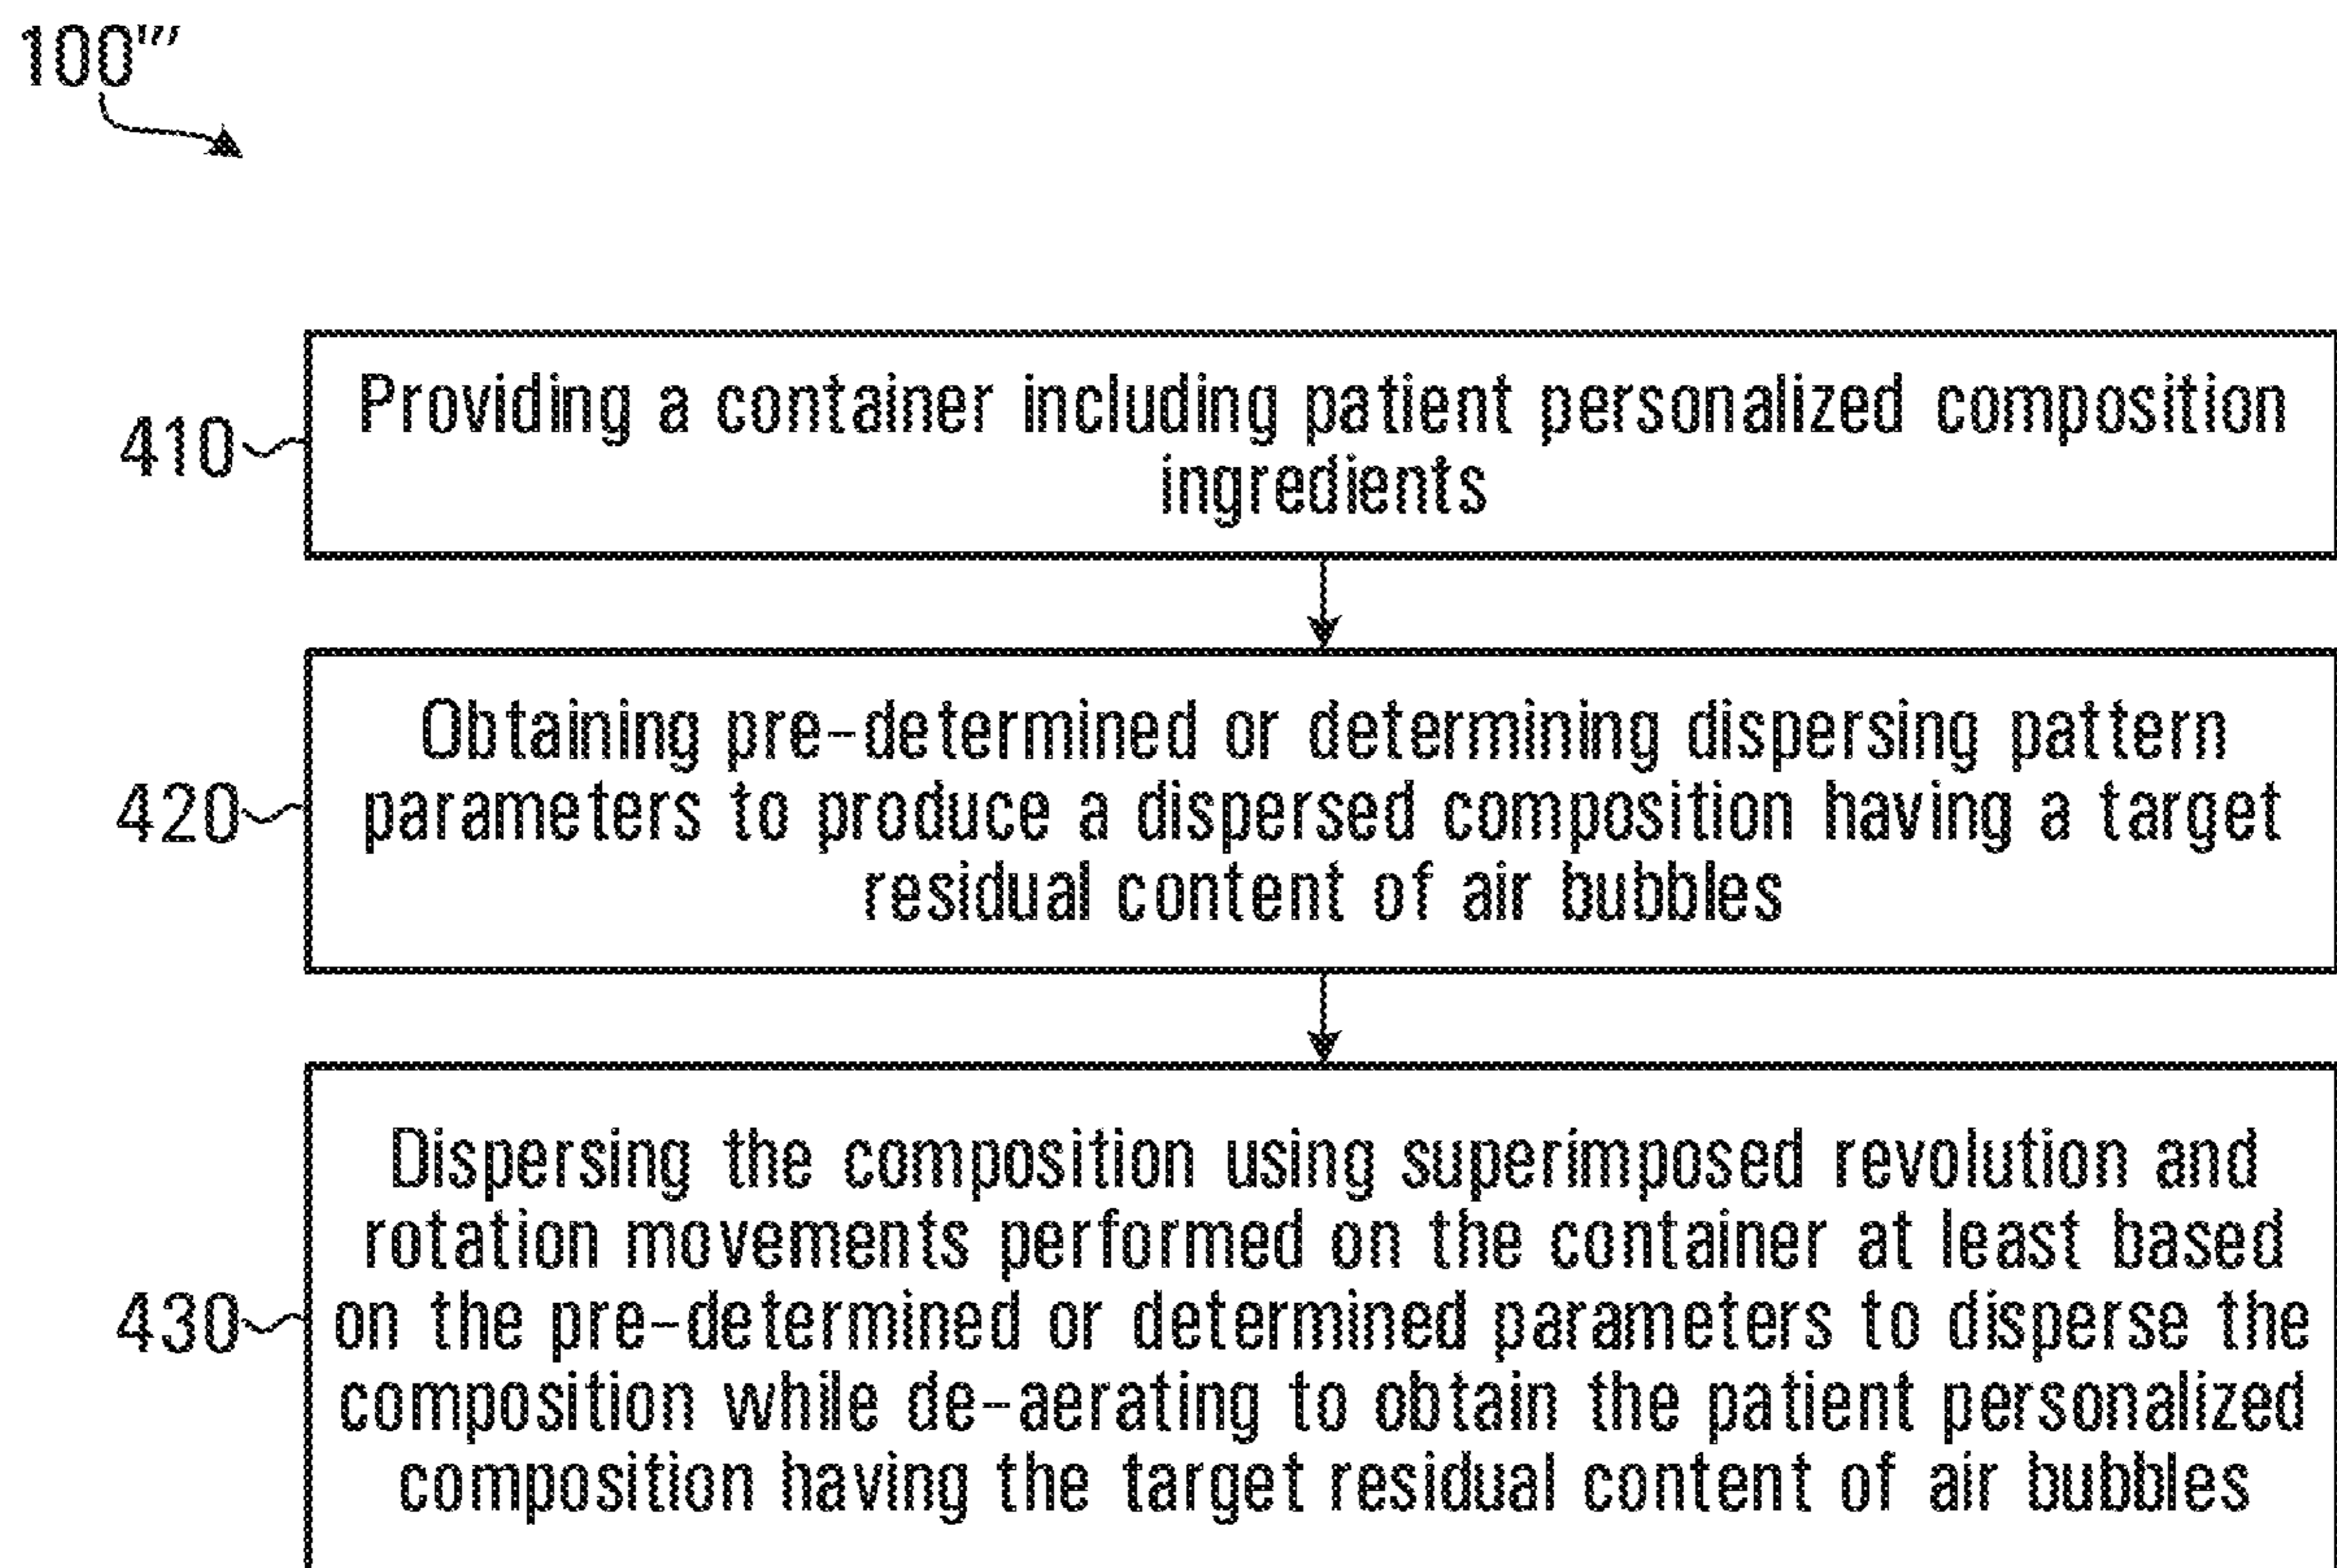 100'''
410
Providing a container including patient personalized composition
ingredients
420
Obtaining pre-determined or determining dispersing pattern
parameters to produce a dispersed composition having a target
residual content of air bubbles
430
Dispersing the composition using superimposed revolution and
rotation movements performed on the container at least based
on the pre-determined or determined parameters to disperse the
composition while de-aerating to obtain the patient personalized
composition having the target residual content of air bubbles